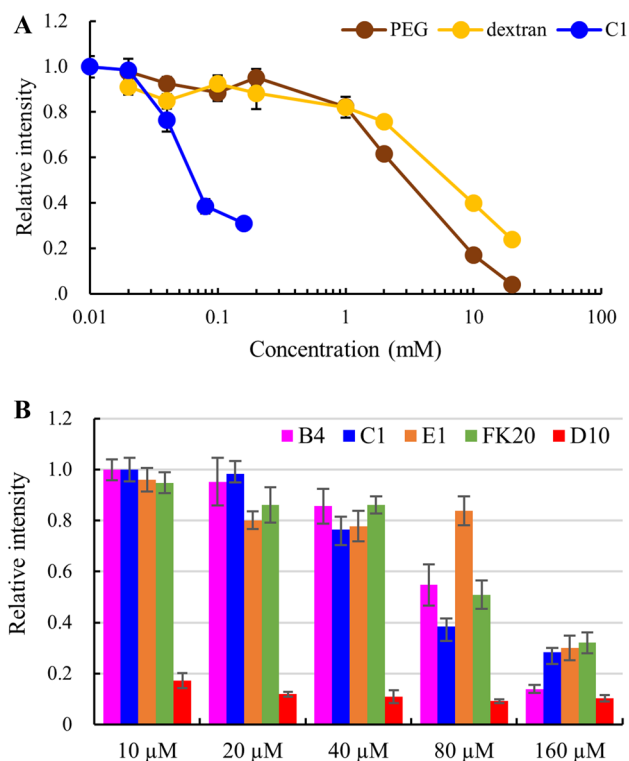 A
1.2
PEG dextran C1
1.0
0.8
0.6
0.4
0.2
.0
Relative intensity
0.01 0.1 1 10 100
Concentration (mM)
B
1.2
B4 C1 E1 FK20 D10
1.0
0.8
0.6
0.4
0.2
0
Relative intensity
10 µM 20 µM 40 µM 80 µM 160 µM